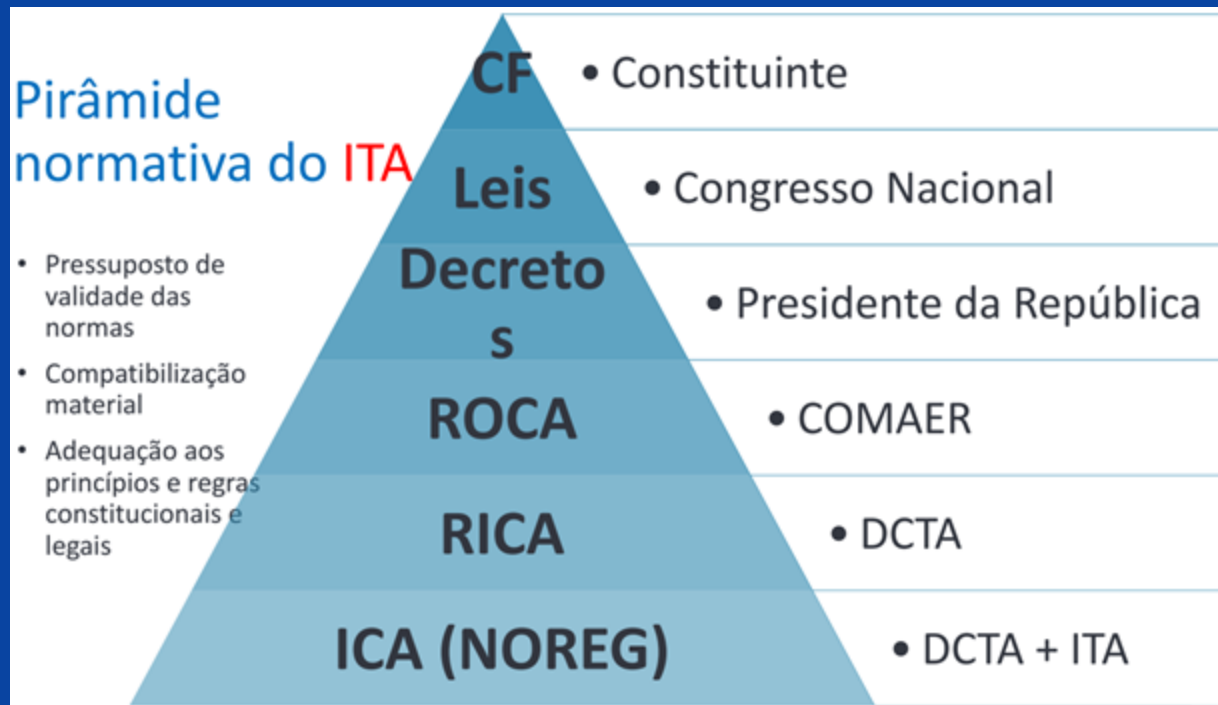 Pirâmide
normativa do ITA
• Pressuposto de
validade das
normas
• Compatibilização
material
• Adequação aos
princípios e regras
constitucionais e
legais
CF
• Constituinte
Leis
• Congresso Nacional
Decreto
s
• Presidente da República
ROCA
• COMAER
RICA
• DCTA
ICA (NOREG)
• DCTA + ITA